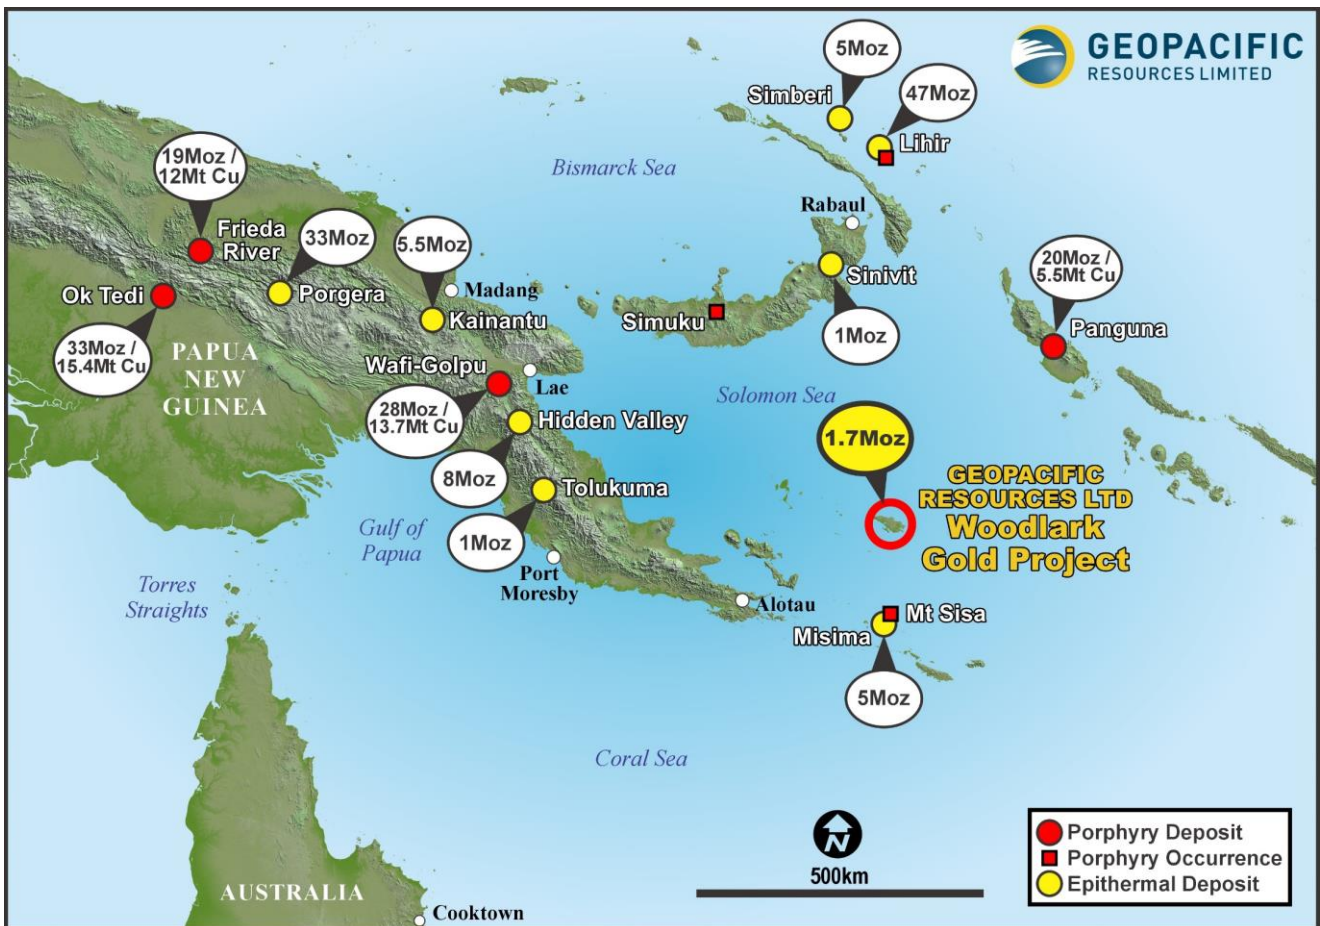 GEOPACIFIC
RESOURCES LIMITED
5Moz
Simberi
47Moz
Lihir
Bismarck Sea
19Moz /
12Mt Cu
Frieda
River
33Moz
5.5Moz
Rabaul
Ok Tedi
Porgera
Madang
Kainantu
Sinivit
20Moz /
5.5Mt Cu
Simuku
1Moz
Panguna
33Moz /
15.4Mt Cu
PAPUA
NEW
GUINEA
Wafi-Golpu
Lae
28Moz /
13.7Mt Cu
Hidden Valley
Solomon Sea
1.7Moz
8Moz
Tolukuma
GEOPACIFIC
RESOURCES LTD
Woodlark
Gold Project
Gulf of
Papua
1Moz
Port
Moresby
Torres
Straights
Alotau
Mt Sisa
Misima
5Moz
Coral Sea
N
500km
Porphyry Deposit
Porphyry Occurrence
Epithermal Deposit
AUSTRALIA
Cooktown